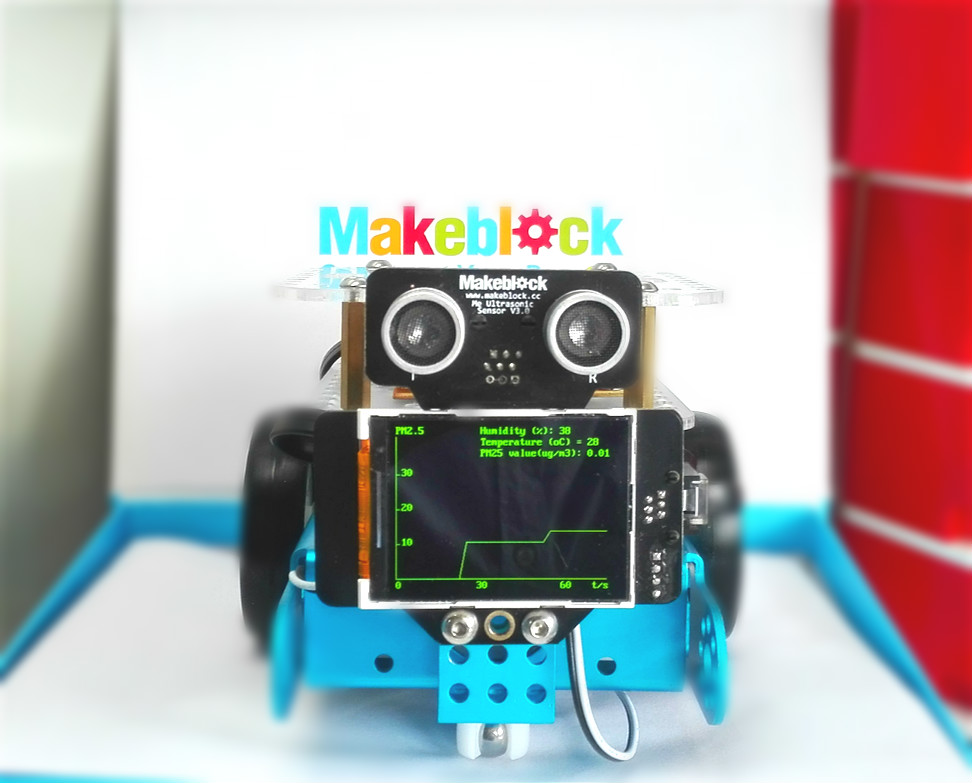 Makeblock
Makeblock
www.makeblock.cc
Me Ultrasonic
Sensor V3.0
T
R
PM2.5
Humidity (%): 38
Temperature (oC) = 28
PM25 value(ug/m3): 0.01
30
20
10
0
30
60
t/s